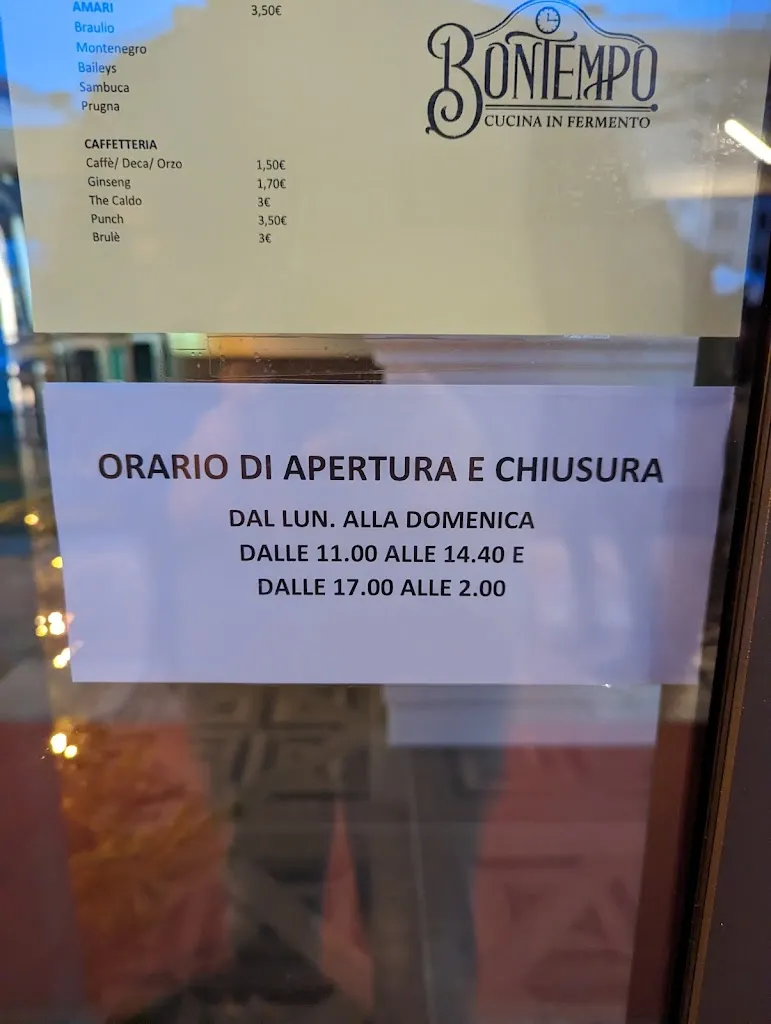 AMARI 3,50€
Braulio
Montenegro
Baileys
Sambuca
Prugna
BONTEMPO
CUCINA IN FERMENTO
CAFFETTERIA
Caffè/ Deca/ Orzo 1,50€
Ginseng 1,70€
The Caldo 3€
Punch 3,50€
Brulè 3€
ORARIO DI APERTURA E CHIUSURA
DAL LUN. ALLA DOMENICA
DALLE 11.00 ALLE 14.40 E
DALLE 17.00 ALLE 2.00